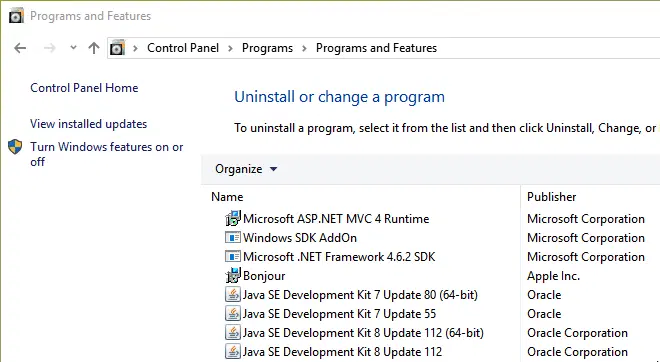 Programs and Features
Control Panel > Programs > Programs and Features
Control Panel Home
Uninstall or change a program
View installed updates
To uninstall a program, select it from the list and then click Uninstall, Change, or
Turn Windows features on or
off
Organize
Name Publisher
Microsoft ASP.NET MVC 4 Runtime Microsoft Corporation
Windows SDK AddOn Microsoft Corporation
Microsoft .NET Framework 4.6.2 SDK Microsoft Corporation
Bonjour Apple Inc.
Java SE Development Kit 7 Update 80 (64-bit) Oracle
Java SE Development Kit 7 Update 55 Oracle
Java SE Development Kit 8 Update 112 (64-bit) Oracle Corporation
Java SE Development Kit 8 Update 112 Oracle Corporation